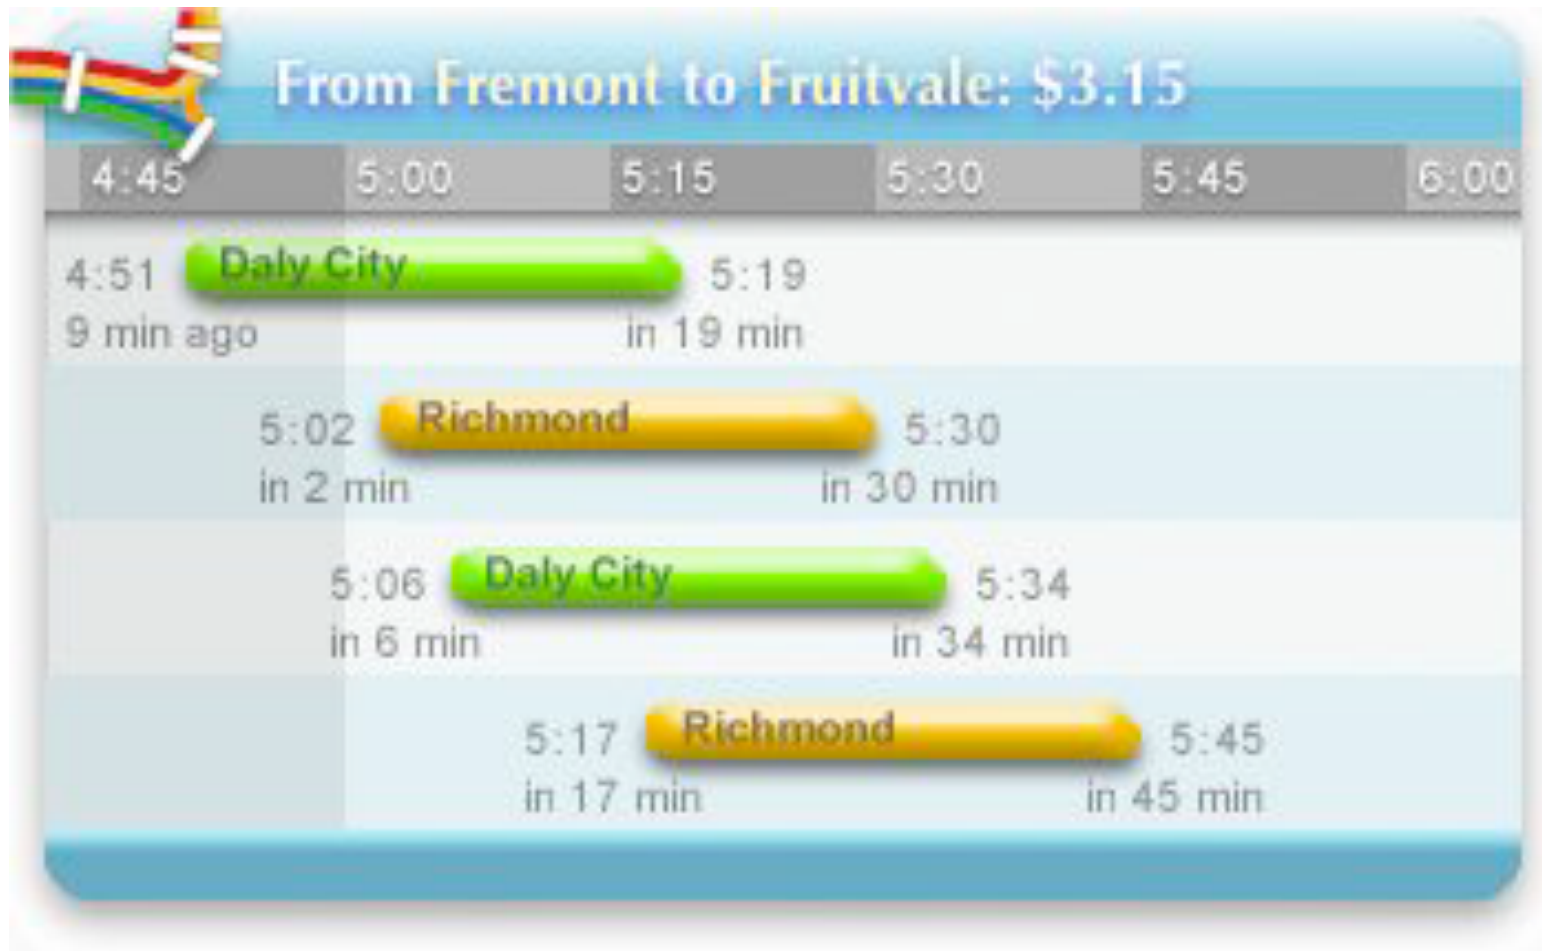 From Fremont to Fruitvale: $3.15
4:45 5:00 5:15 5:30 5:45 6:00
4:51 Daly City 5:19
9 min ago in 19 min
5:02 Richmond 5:30
in 2 min in 30 min
5:06 Daly City 5:34
in 6 min in 34 min
5:17 Richmond 5:45
in 17 min in 45 min